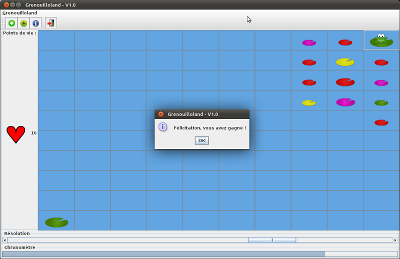 Grenouilloland - V1.0
Grenouilloland
Points de vie :
10
Grenouilloland - V1.0
Félicitation, vous avez gagné !
OK
Résolution
Chronomètre